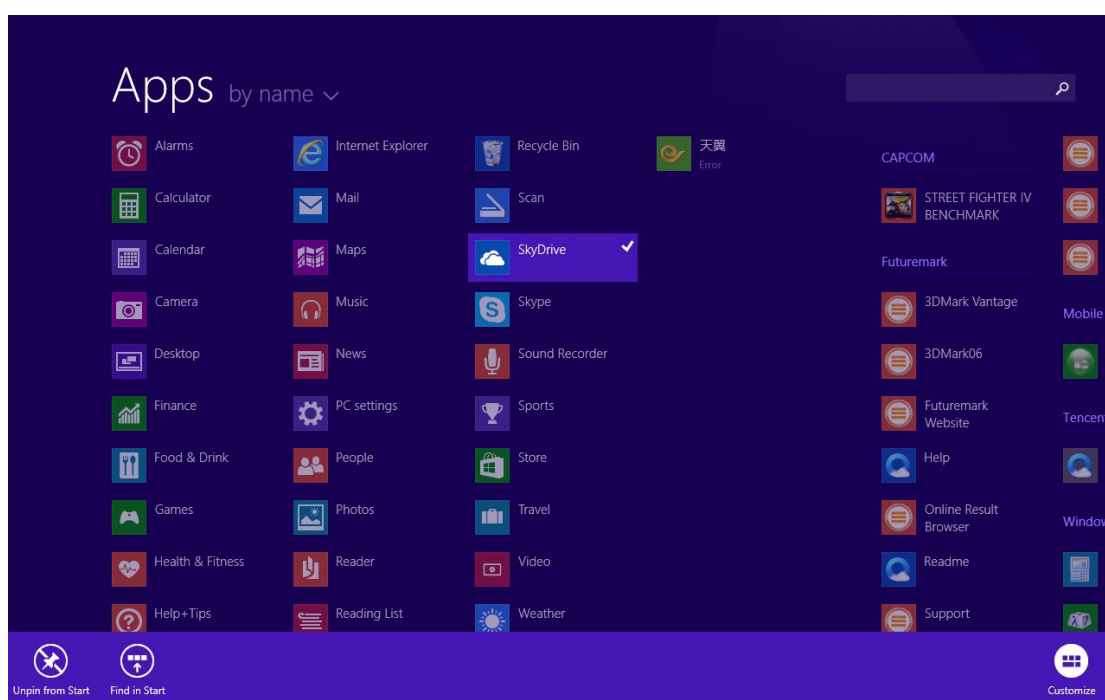 Apps by name
Alarms
Calculator
Calendar
Camera
Desktop
Finance
Food & Drink
Games
Health & Fitness
Help+Tips
Internet Explorer
Mail
Maps
Music
News
PC settings
People
Photos
Reader
Reading List
Recycle Bin
Scan
SkyDrive
Skype
Sound Recorder
Sports
Store
Travel
Video
Weather
天翼
Error
CAPCOM
STREET FIGHTER IV
BENCHMARK
Futuremark
3DMark Vantage
3DMark06
Futuremark
Website
Help
Online Result
Browser
Readme
Support
Mobile
Tencen
Window
Unpin from Start
Find in Start
Customize